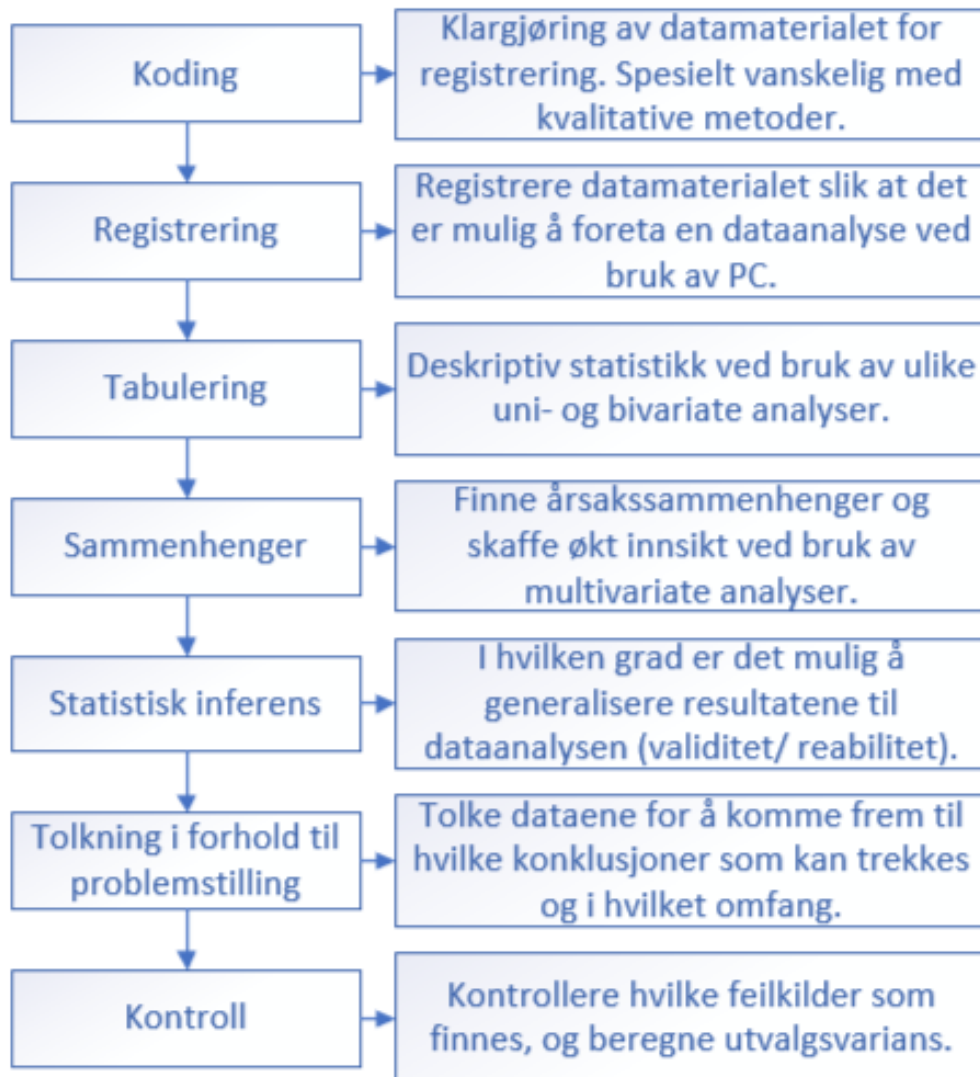 Koding
Klargjøring av datamaterialet for
registrering. Spesielt vanskelig med
kvalitative metoder.
Registrering
Registrere datamaterialet slik at det
er mulig å foreta en dataanalyse ved
bruk av PC.
Tabulering
Deskriptiv statistikk ved bruk av ulike
uni- og bivariate analyser.
Sammenhenger
Finne årsakssammenhenger og
skaffe økt innsikt ved bruk av
multivariate analyser.
Statistisk inferens
I hvilken grad er det mulig å
generalisere resultatene til
dataanalysen (validitet/ reabilitet).
Tolkning i forhold til
problemstilling
Tolke dataene for å komme frem til
hvilke konklusjoner som kan trekkes
og i hvilket omfang.
Kontroll
Kontrollere hvilke feilkilder som
finnes, og beregne utvalgsvarians.